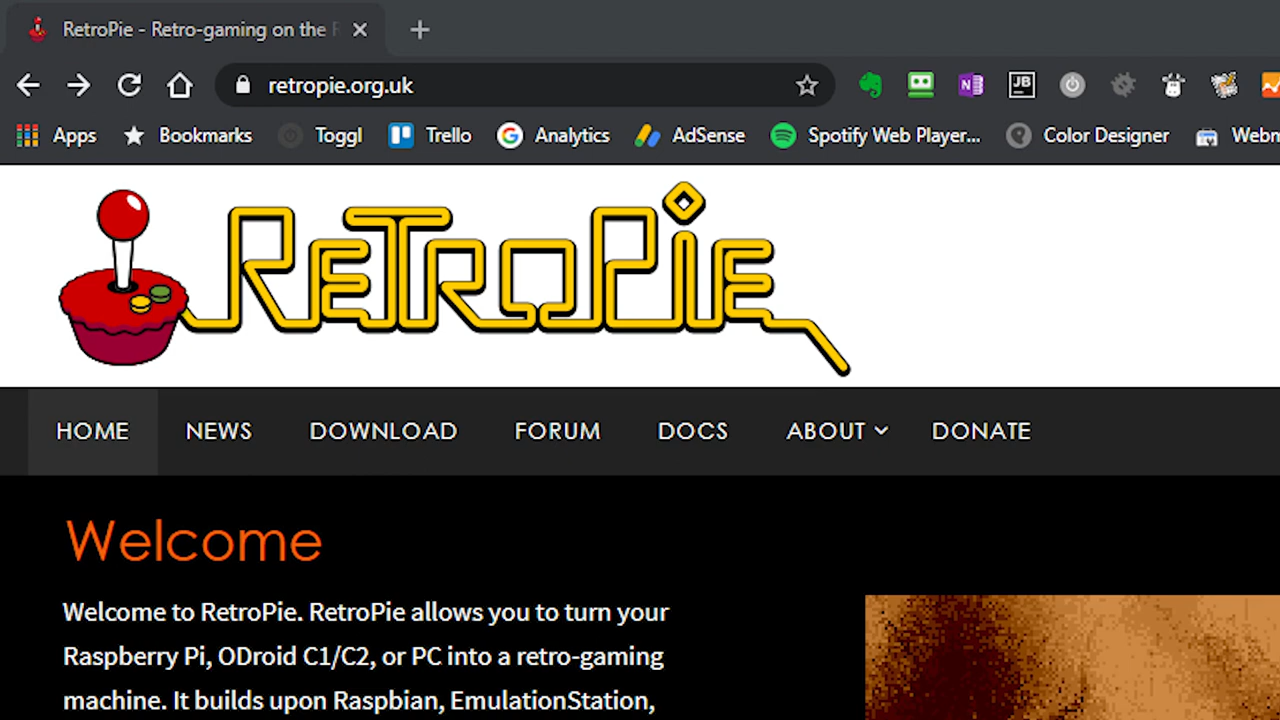 RetroPie - Retro-gaming on the
retropie.org.uk
JB
Apps Bookmarks Toggl Trello Analytics AdSense Spotify Web Player... Color Designer
RetroPie
HOME NEWS DOWNLOAD FORUM DOCS ABOUT DONATE
Welcome
Welcome to RetroPie. RetroPie allows you to turn your
Raspberry Pi, ODroid C1/C2, or PC into a retro-gaming
machine. It builds upon Raspbian, EmulationStation,